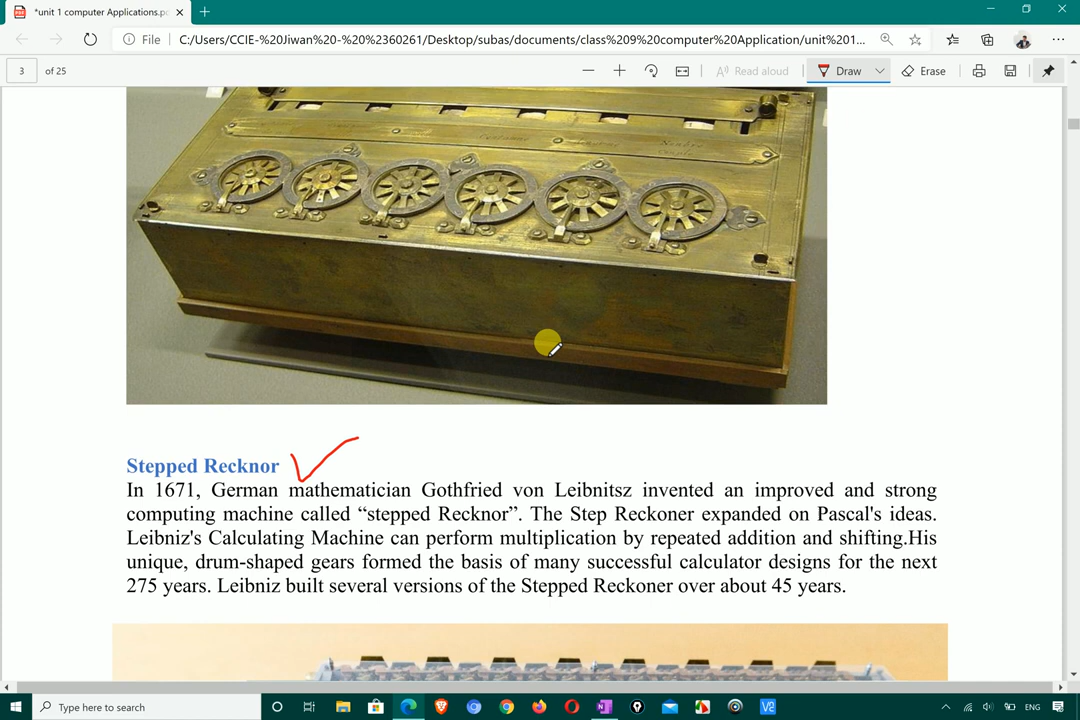 *unit 1 computer Applications.pc
File
C:/Users/CCIE-%20Jiwan%20-%20%2360261/Desktop/subas/documents/class%209%20computer%20Application/unit%201...
3 of 25
Read aloud
Draw
Erase
Stepped Recknor
In 1671, German mathematician Gothfried von Leibnitsz invented an improved and strong
computing machine called “stepped Recknor”. The Step Reckoner expanded on Pascal's ideas.
Leibniz's Calculating Machine can perform multiplication by repeated addition and shifting.His
unique, drum-shaped gears formed the basis of many successful calculator designs for the next
275 years. Leibniz built several versions of the Stepped Reckoner over about 45 years.
Type here to search
ENG